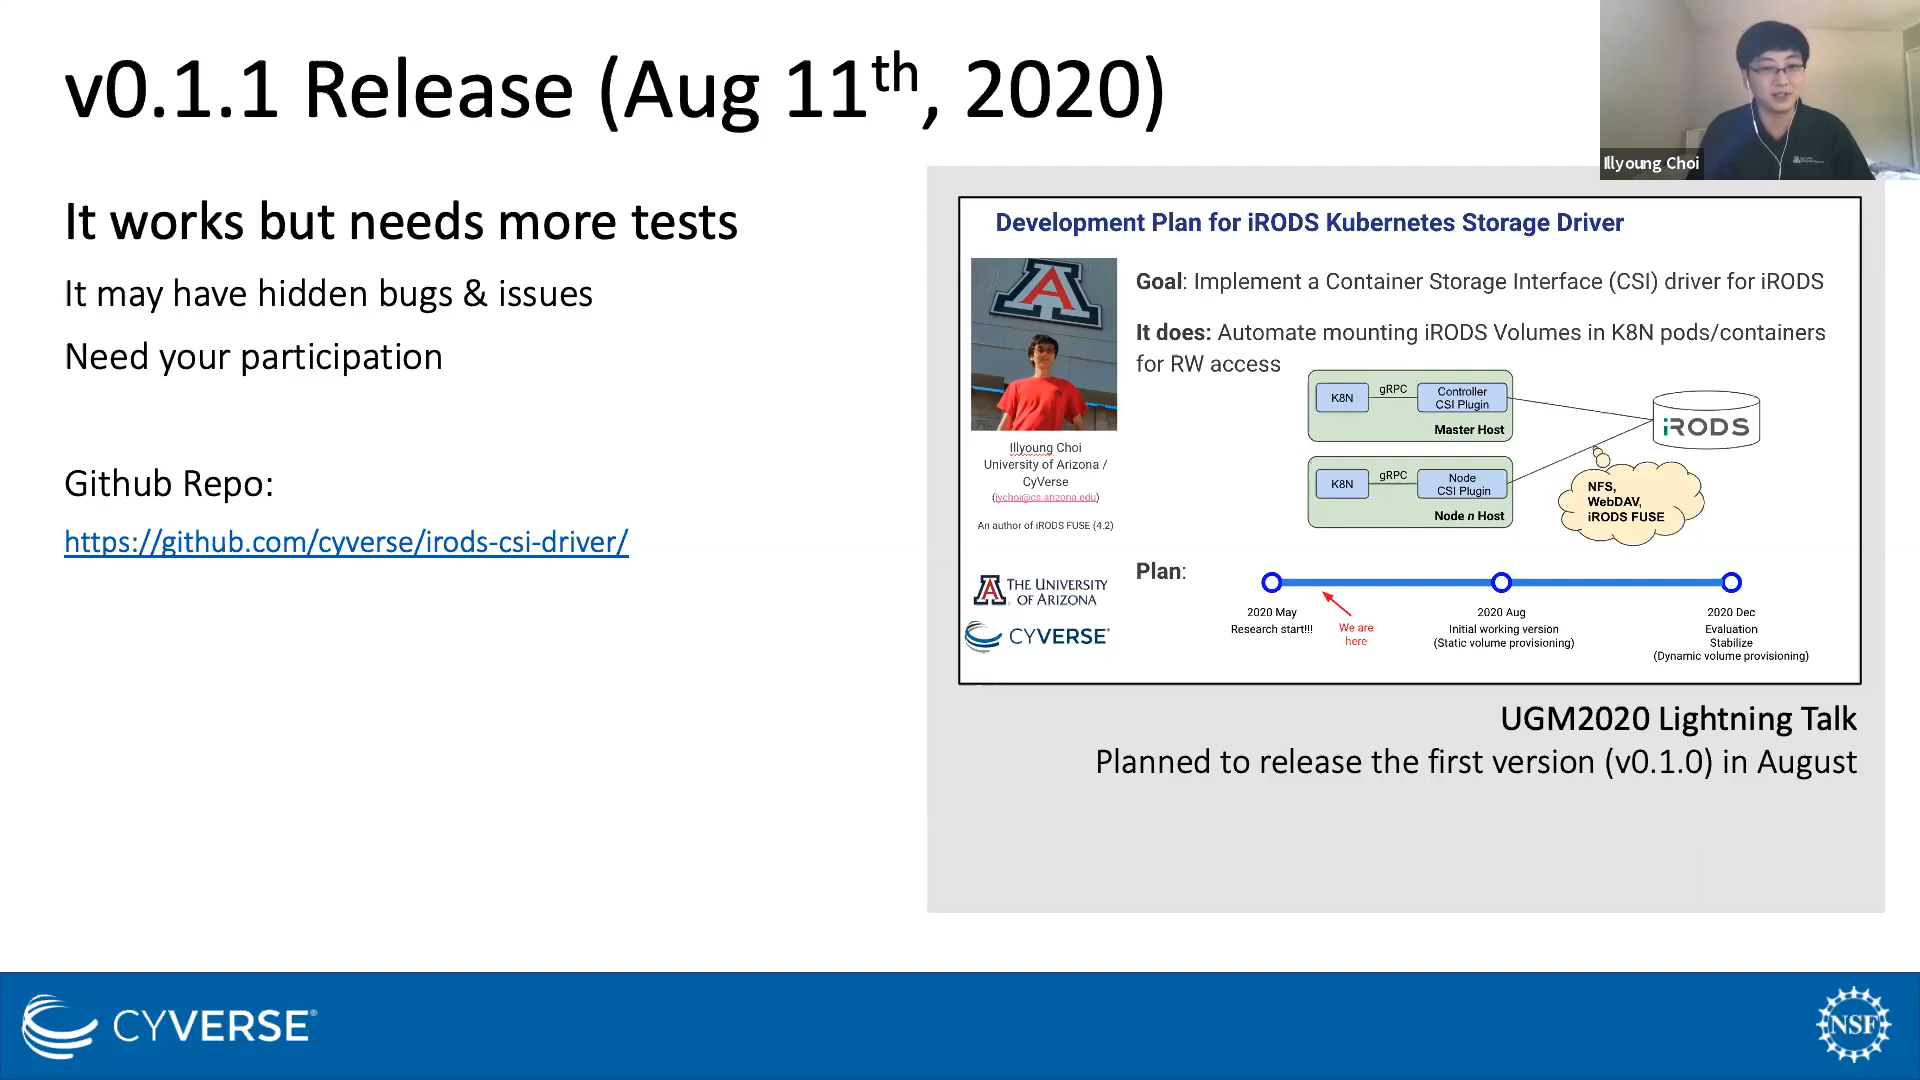 v0.1.1 Release (Aug 11th, 2020)
Illyoung Choi
It works but needs more tests
It may have hidden bugs & issues
Need your participation
Github Repo:
https://github.com/cyverse/irods-csi-driver/
Development Plan for iRODS Kubernetes Storage Driver
Goal: Implement a Container Storage Interface (CSI) driver for iRODS
It does: Automate mounting iRODS Volumes in K8N pods/containers
for RW access
A
Illyoung Choi
University of Arizona /
CyVerse
(iychoi@cs.arizona.edu)
An author of iRODS FUSE (4.2)
K8N
gRPC
Controller
CSI Plugin
Master Host
K8N
gRPC
Node
CSI Plugin
Node n Host
iRODS
NFS,
WebDAV,
iRODS FUSE
A THE UNIVERSITY
OF ARIZONA
CYVERSE®
Plan:
2020 May
Research start!!!
We are
here
2020 Aug
Initial working version
(Static volume provisioning)
2020 Dec
Evaluation
Stabilize
(Dynamic volume provisioning)
UGM2020 Lightning Talk
Planned to release the first version (v0.1.0) in August
CYVERSE®
NSF